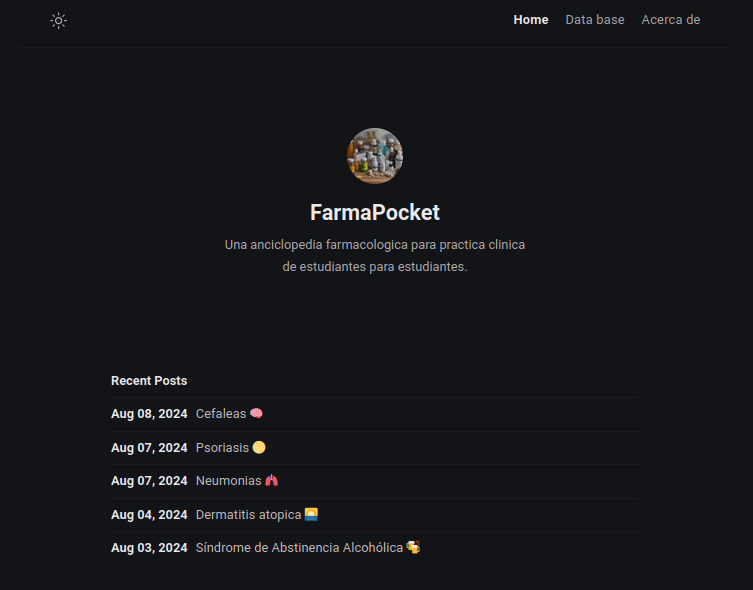 Home Data base Acerca de
FarmaPocket
Una anciclopedia farmacologica para practica clinica
de estudiantes para estudiantes.
Recent Posts
Aug 08, 2024 Cefaleas 🧠
Aug 07, 2024 Psoriasis 🟡
Aug 07, 2024 Neumonias 🫁
Aug 04, 2024 Dermatitis atopica 🌅
Aug 03, 2024 Síndrome de Abstinencia Alcohólica 🍻